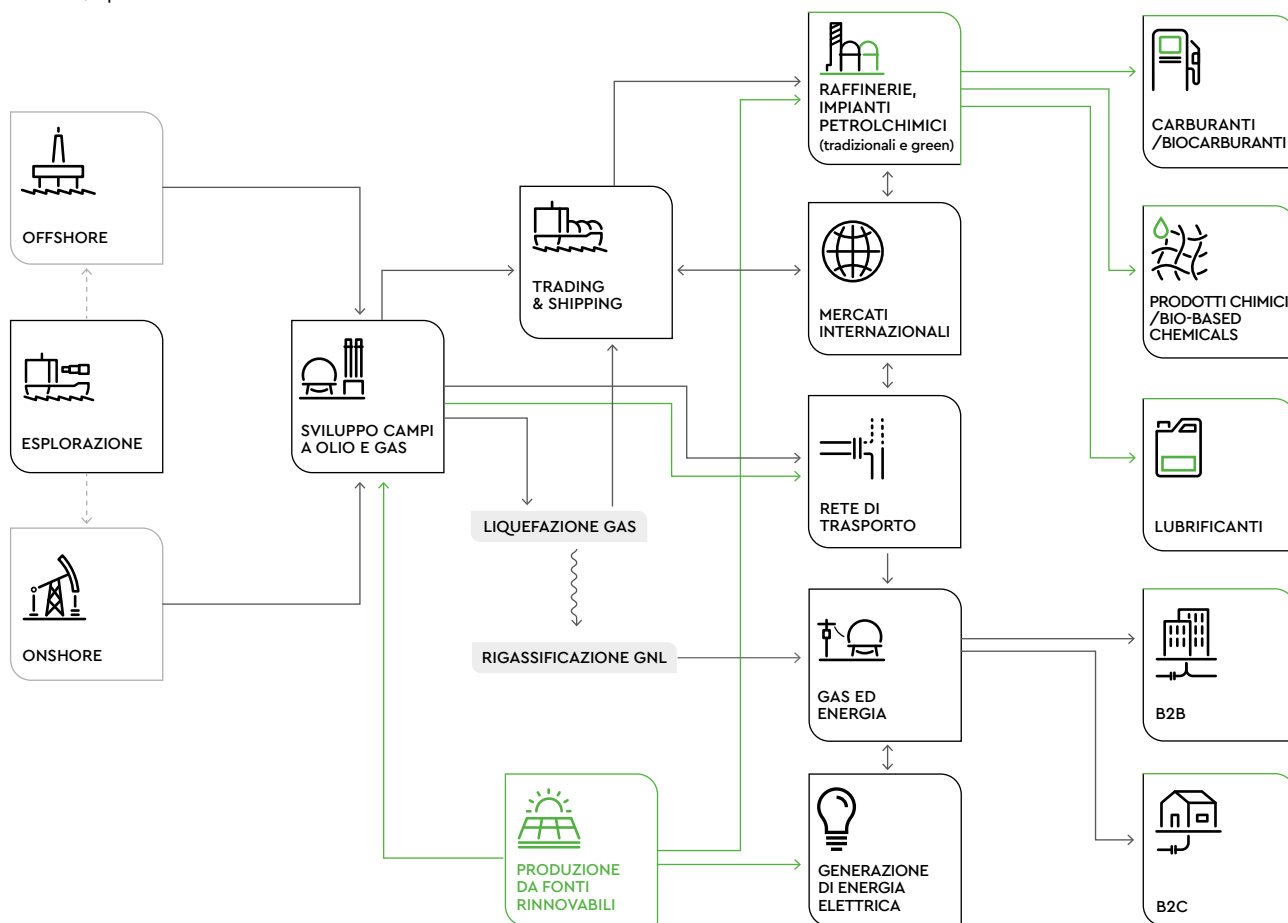 OFFSHORE
ESPLORAZIONE
ONSHORE
SVILUPPO CAMPI
A OLIO E GAS
TRADING
& SHIPPING
LIQUEFAZIONE GAS
RIGASSIFICAZIONE GNL
PRODUZIONE
DA FONTI
RINNOVABILI
RAFFINERIE,
IMPIANTI
PETROLCHIMICI
(tradizionali e green)
MERCATI
INTERNAZIONALI
RETE DI
TRASPORTO
GAS ED
ENERGIA
GENERAZIONE
DI ENERGIA
ELETTRICA
CARBURANTI
/BIOCARBURANTI
PRODOTTI CHIMICI
/BIO-BASED
CHEMICALS
LUBRIFICANTI
B2B
B2C